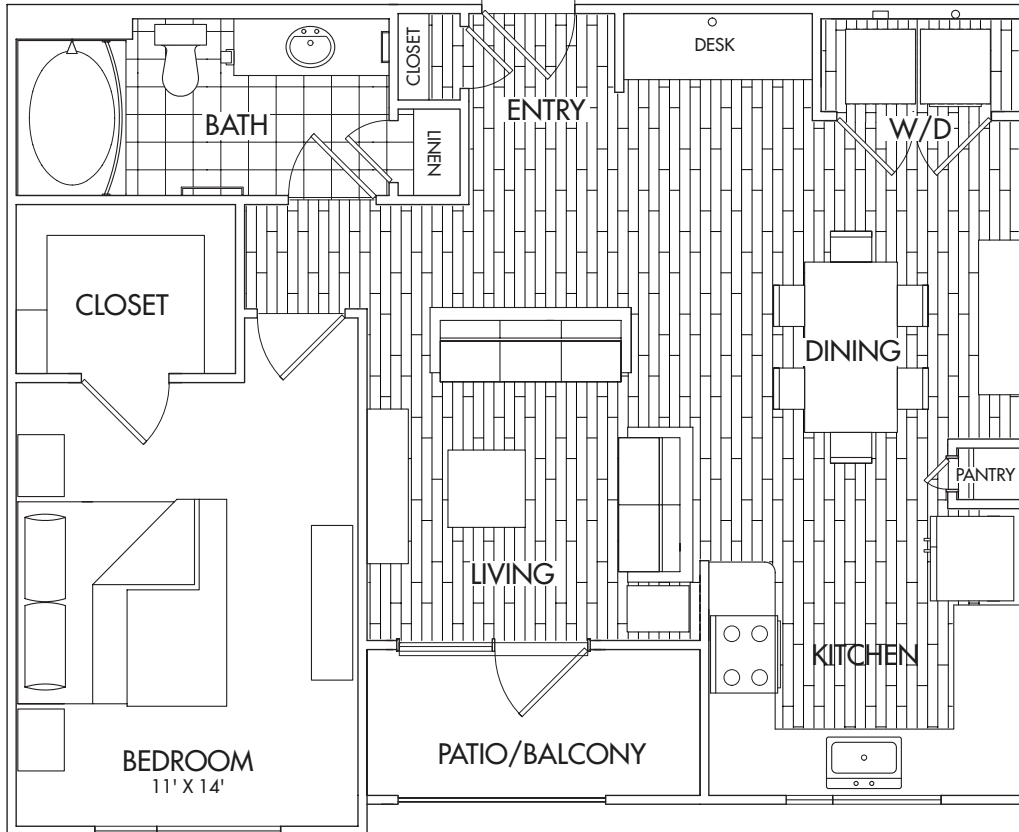 CLOSET
DESK
ENTRY
BATH
W/D
LINEN
CLOSET
DINING
PANTRY
LIVING
KITCHEN
PATIO/BALCONY
BEDROOM
11' X 14'